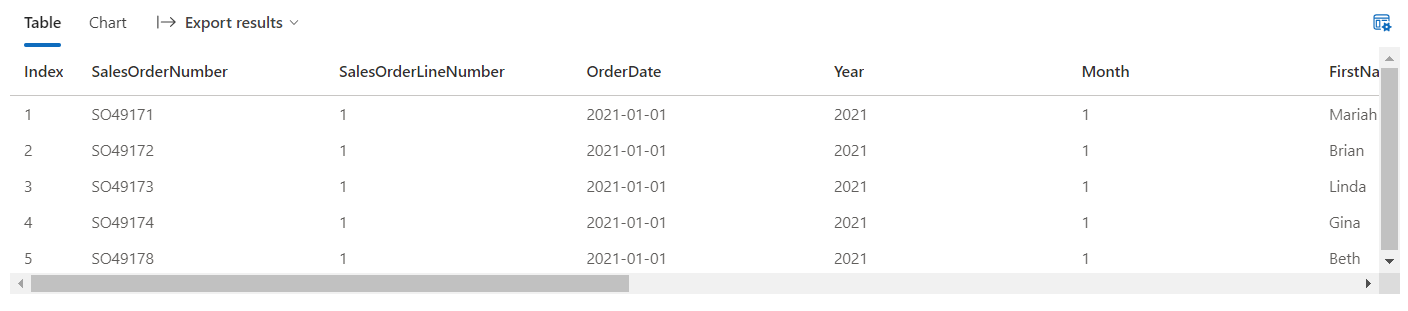 Table Chart Export results
Index SalesOrderNumber SalesOrderLineNumber OrderDate Year Month FirstNa
1 SO49171 1 2021-01-01 2021 1 Mariah
2 SO49172 1 2021-01-01 2021 1 Brian
3 SO49173 1 2021-01-01 2021 1 Linda
4 SO49174 1 2021-01-01 2021 1 Gina
5 SO49178 1 2021-01-01 2021 1 Beth